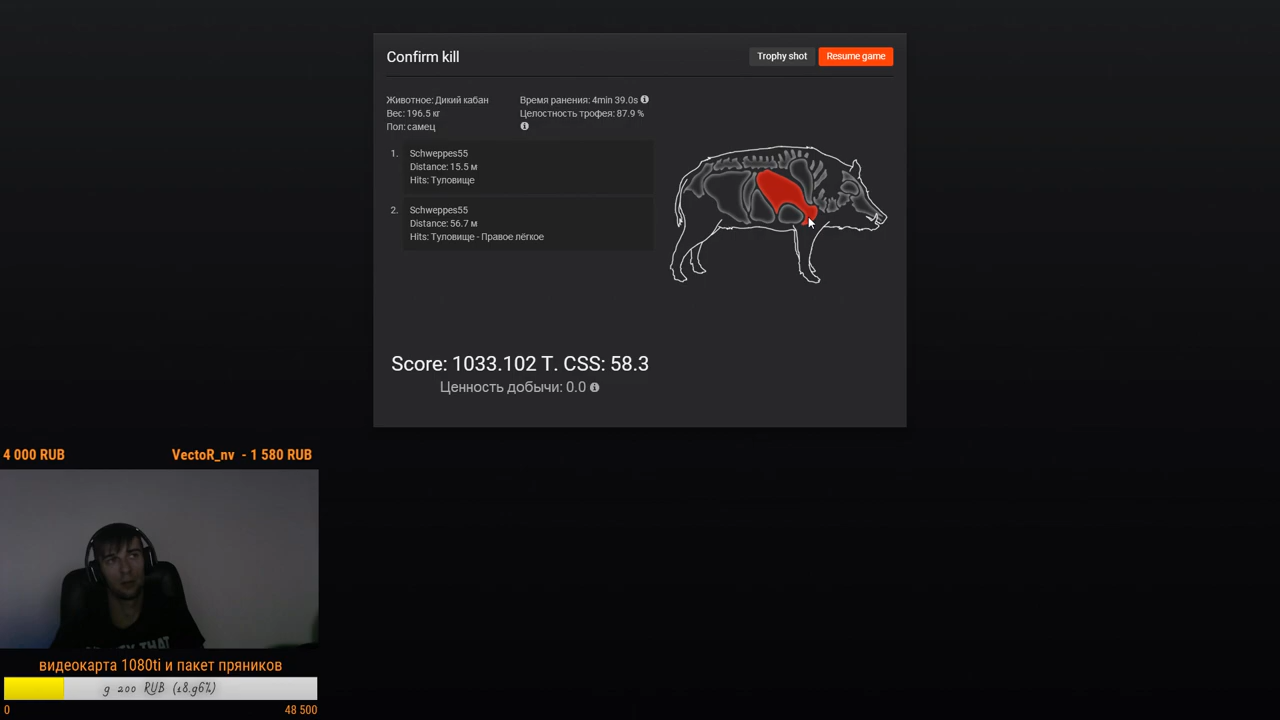 Confirm kill
Trophy shot
Resume game
Животное: Дикий кабан
Вес: 196.5 кг
Пол: самец
Время ранения: 4min 39.0s
Целостность трофея: 87.9 %
1. Schweppes55
Distance: 15.5 м
Hits: Туловище
2. Schweppes55
Distance: 56.7 м
Hits: Туловище - Правое лёгкое
Score: 1033.102 T. CSS: 58.3
Ценность добычи: 0.0
4 000 RUB
VectoR_nv - 1 580 RUB
THAT
видеокарта 1080ti и пакет пряников
9 200 RUB (18.96%)
0
48 500